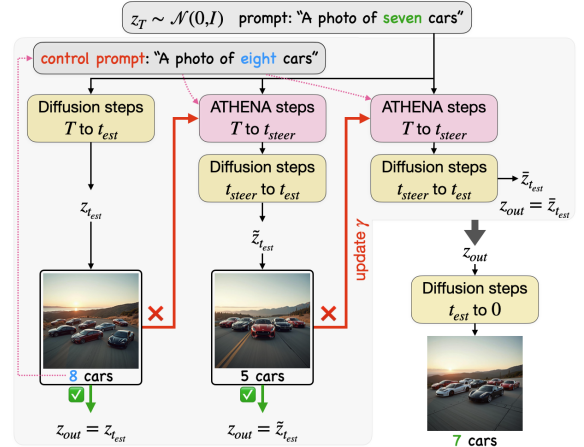 z_T ~ 𝒩(0,I) prompt: “A photo of seven cars”
control prompt: “A photo of eight cars”
Diffusion steps
T to t_est
ATHENA steps
T to t_steer
ATHENA steps
T to t_steer
Diffusion steps
t_steer to t_est
Diffusion steps
t_steer to t_est
z̄_t_est
z_out = z̄_t_est
z_t_est
z̃_t_est
update γ
z_out
Diffusion steps
t_est to 0
8 cars
5 cars
z_out = z_t_est
z_out = z̃_t_est
7 cars